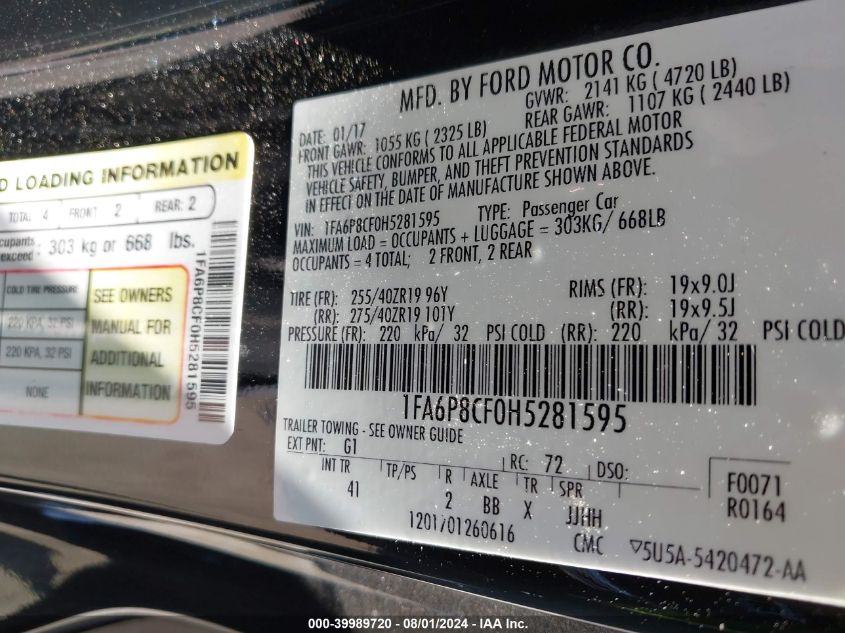 D LOADING INFORMATION
TOTAL: 4 FRONT: 2 REAR: 2
cupants
exceed: 303 kg or 668 lbs.
COLD TIRE PRESSURE
220 KPA, 32 PSI
220 KPA, 32 PSI
NONE
SEE OWNERS
MANUAL FOR
ADDITIONAL
INFORMATION
1FA6P8CF0H5281595
MFD. BY FORD MOTOR CO.
DATE: 01/17 GVWR: 2141 KG ( 4720 LB)
FRONT GAWR: 1055 KG ( 2325 LB) REAR GAWR: 1107 KG ( 2440 LB)
THIS VEHICLE CONFORMS TO ALL APPLICABLE FEDERAL MOTOR
VEHICLE SAFETY, BUMPER, AND THEFT PREVENTION STANDARDS
IN EFFECT ON THE DATE OF MANUFACTURE SHOWN ABOVE.
VIN: 1FA6P8CF0H5281595 TYPE: Passenger Car
MAXIMUM LOAD = OCCUPANTS + LUGGAGE = 303KG/ 668LB
OCCUPANTS = 4 TOTAL: 2 FRONT, 2 REAR
TIRE (FR): 255/40ZR19 96Y RIMS (FR): 19x9.0J
(RR): 275/40ZR19 101Y (RR): 19x9.5J
PRESSURE (FR): 220 kPa/ 32 PSI COLD (RR): 220 kPa/ 32 PSI COLD
1FA6P8CF0H5281595
TRAILER TOWING - SEE OWNER GUIDE
EXT PNT: G1 RC: 72 DSO:
INT TR TP/PS R AXLE TR SPR
41 2 BB X JJHH
F0071
R0164
1201701260616 CMC ▽5U5A-5420472-AA
000-39989720 - 08/01/2024 - IAA Inc.